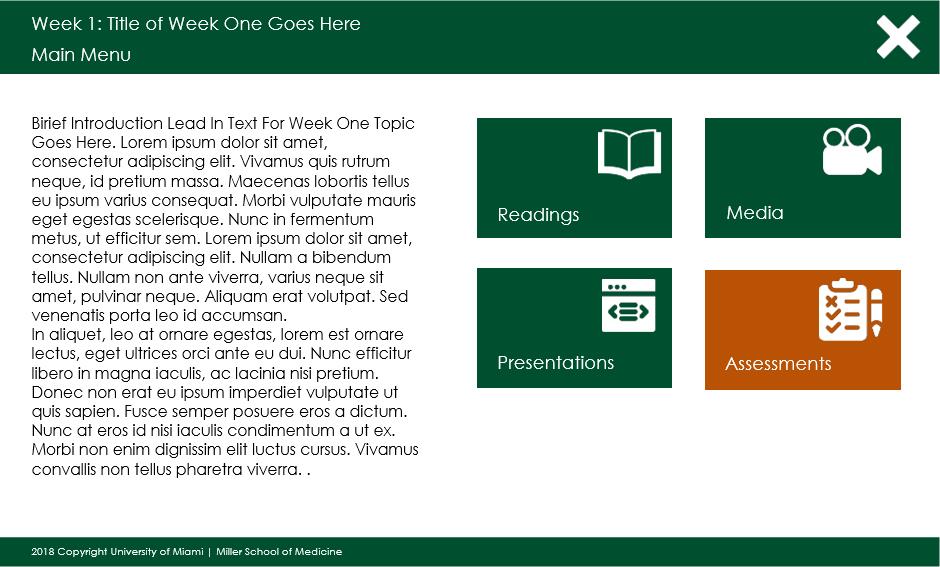 Week 1: Title of Week One Goes Here
Main Menu
Birief Introduction Lead In Text For Week One Topic
Goes Here. Lorem ipsum dolor sit amet,
consectetur adipiscing elit. Vivamus quis rutrum
neque, id pretium massa. Maecenas lobortis tellus
eu ipsum varius consequat. Morbi vulputate mauris
eget egestas scelerisque. Nunc in fermentum
metus, ut efficitur sem. Lorem ipsum dolor sit amet,
consectetur adipiscing elit. Nullam a bibendum
tellus. Nullam non ante viverra, varius neque sit
amet, pulvinar neque. Aliquam erat volutpat. Sed
venenatis porta leo id accumsan.
In aliquet, leo at ornare egestas, lorem est ornare
lectus, eget ultrices orci ante eu dui. Nunc efficitur
libero in magna iaculis, ac lacinia nisi pretium.
Donec non erat eu ipsum imperdiet vulputate ut
quis sapien. Fusce semper posuere eros a dictum.
Nunc at eros id nisi iaculis condimentum a ut ex.
Morbi non enim dignissim elit luctus cursus. Vivamus
convallis non tellus pharetra viverra. .
Readings
Media
Presentations
Assessments
2018 Copyright University of Miami | Miller School of Medicine